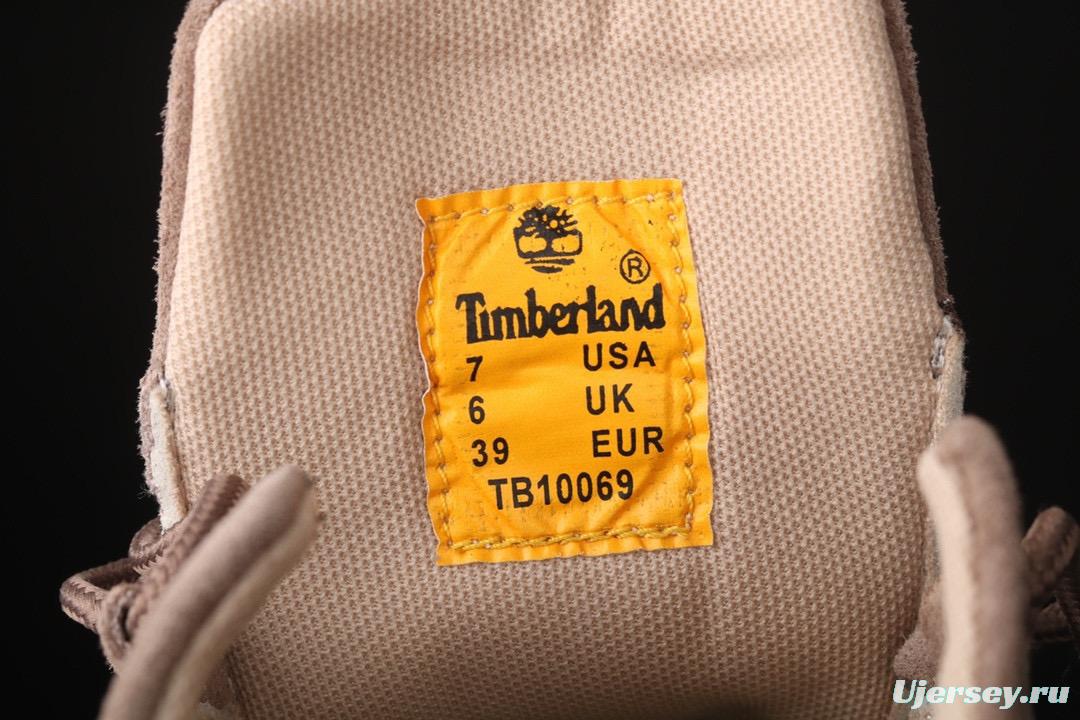 ®
Timberland
7 USA
6 UK
39 EUR
TB10069
Ujersey.ru